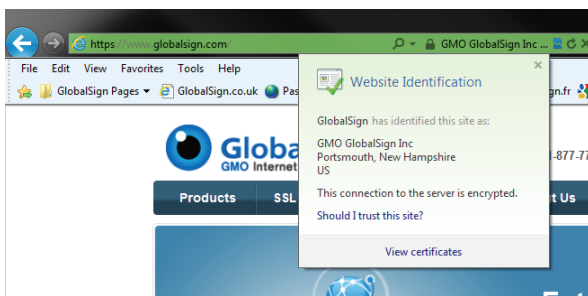 https://www.globalsign.com/
GMO GlobalSign Inc ...
File Edit View Favorites Tools Help
GlobalSign Pages GlobalSign.co.uk
Website Identification
GlobalSign has identified this site as:
GMO GlobalSign Inc
Portsmouth, New Hampshire
US
This connection to the server is encrypted.
Should I trust this site?
View certificates
GMO Internet
Products SSL